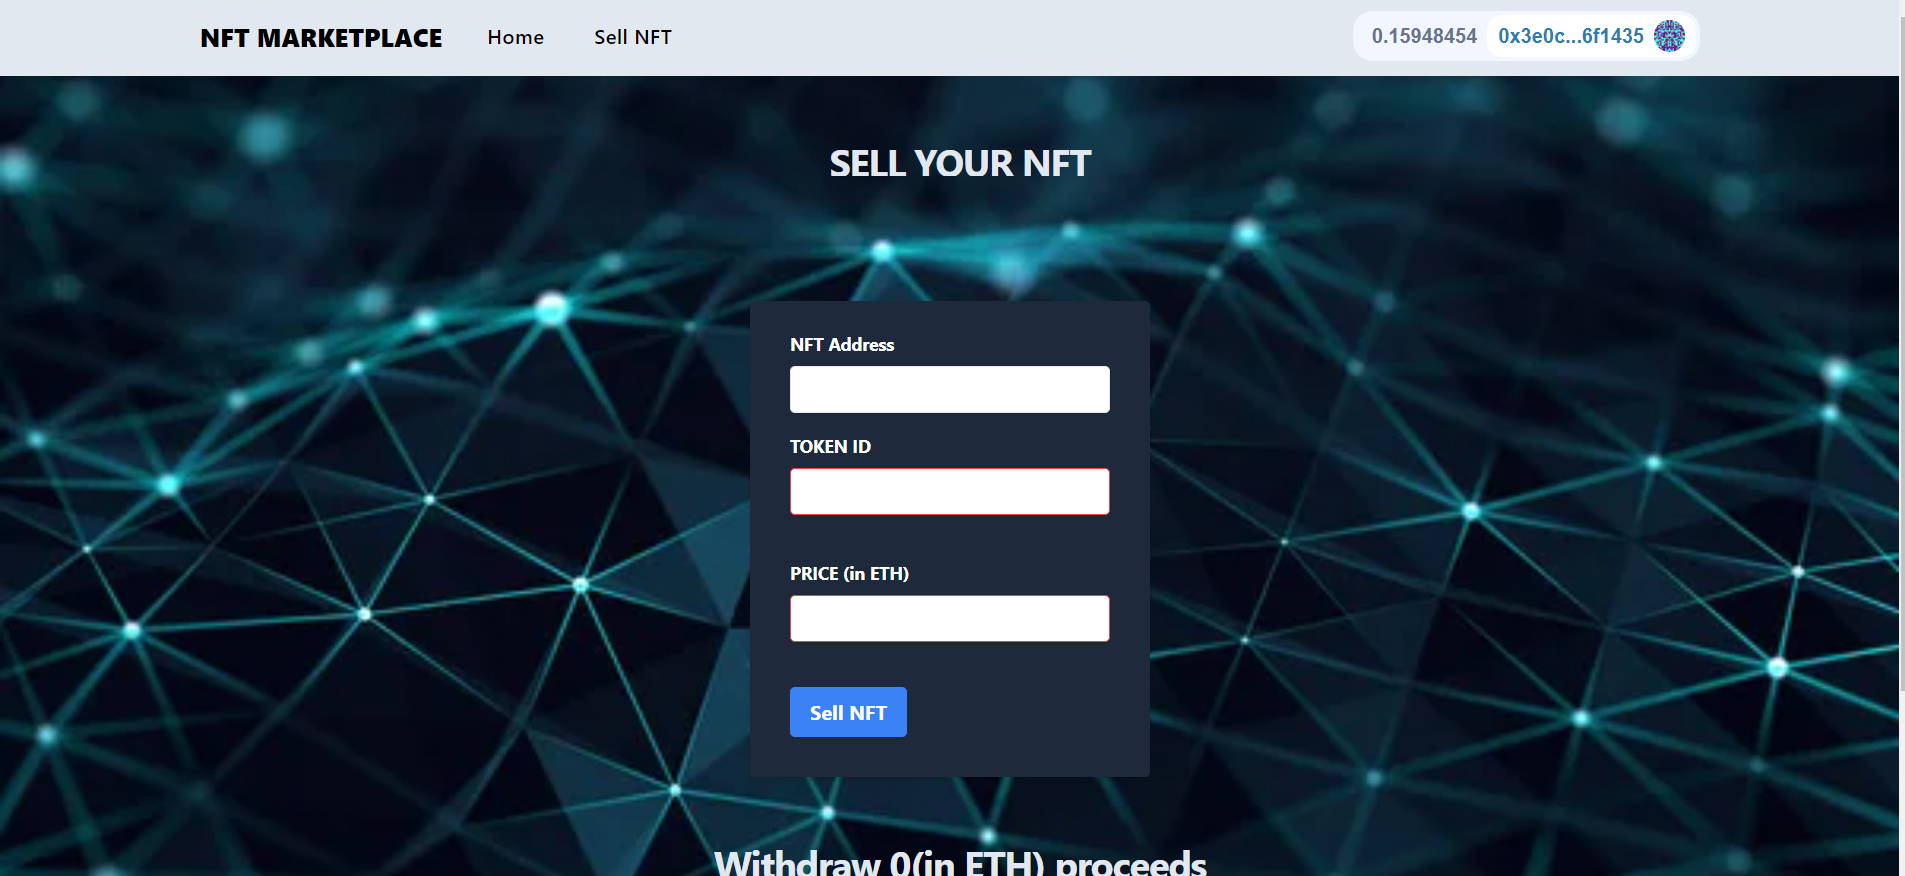 NFT MARKETPLACE Home Sell NFT 0.15948454 0x3e0c...6f1435
SELL YOUR NFT
NFT Address
TOKEN ID
PRICE (in ETH)
Sell NFT
Withdraw 0(in ETH) proceeds